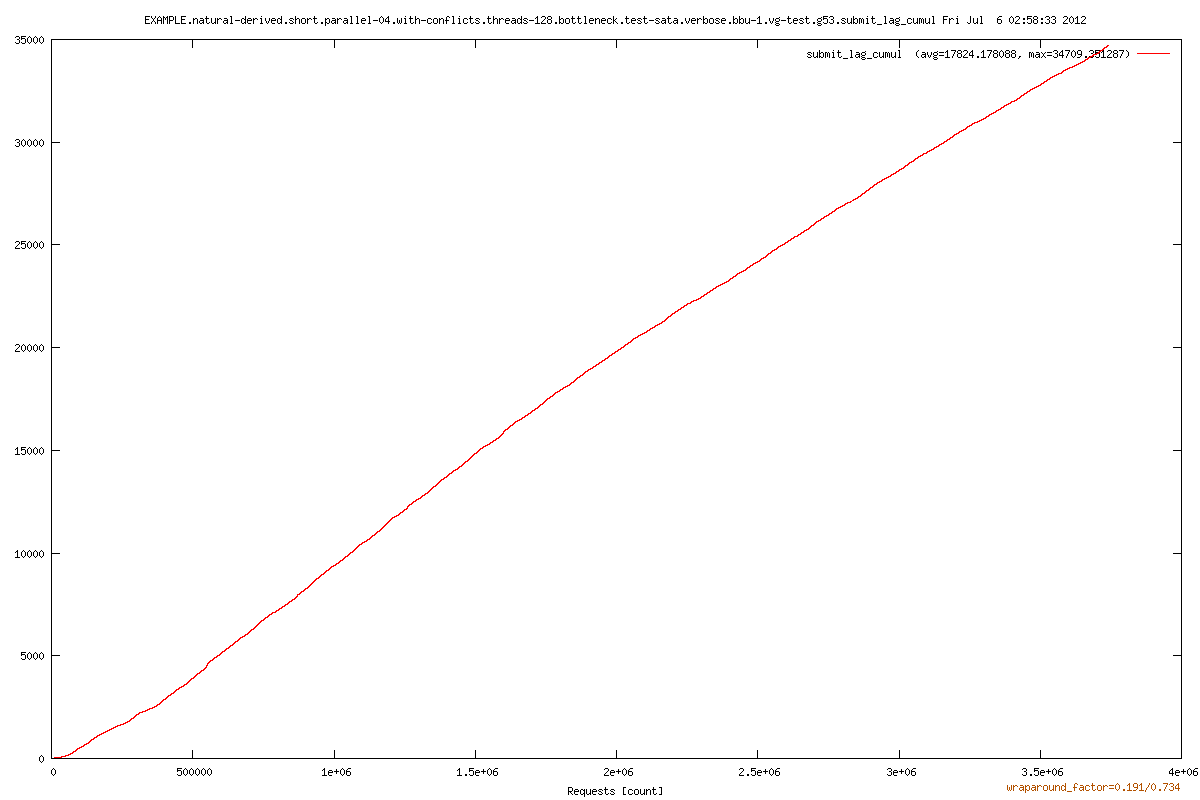 EXAMPLE.natural-derived.short.parallel-04.with-conflicts.threads-128.bottleneck.test-sata.verbose.bbu-1.vg-test.g53.submit_lag_cumul Fri Jul  6 02:58:33 2012
35000
submit_lag_cumul  (avg=17824.178088, max=34709.351287)
30000
25000
20000
15000
10000
5000
0
0 500000 1e+06 1.5e+06 2e+06 2.5e+06 3e+06 3.5e+06 4e+06
wraparound_factor=0.191/0.734
Requests [count]